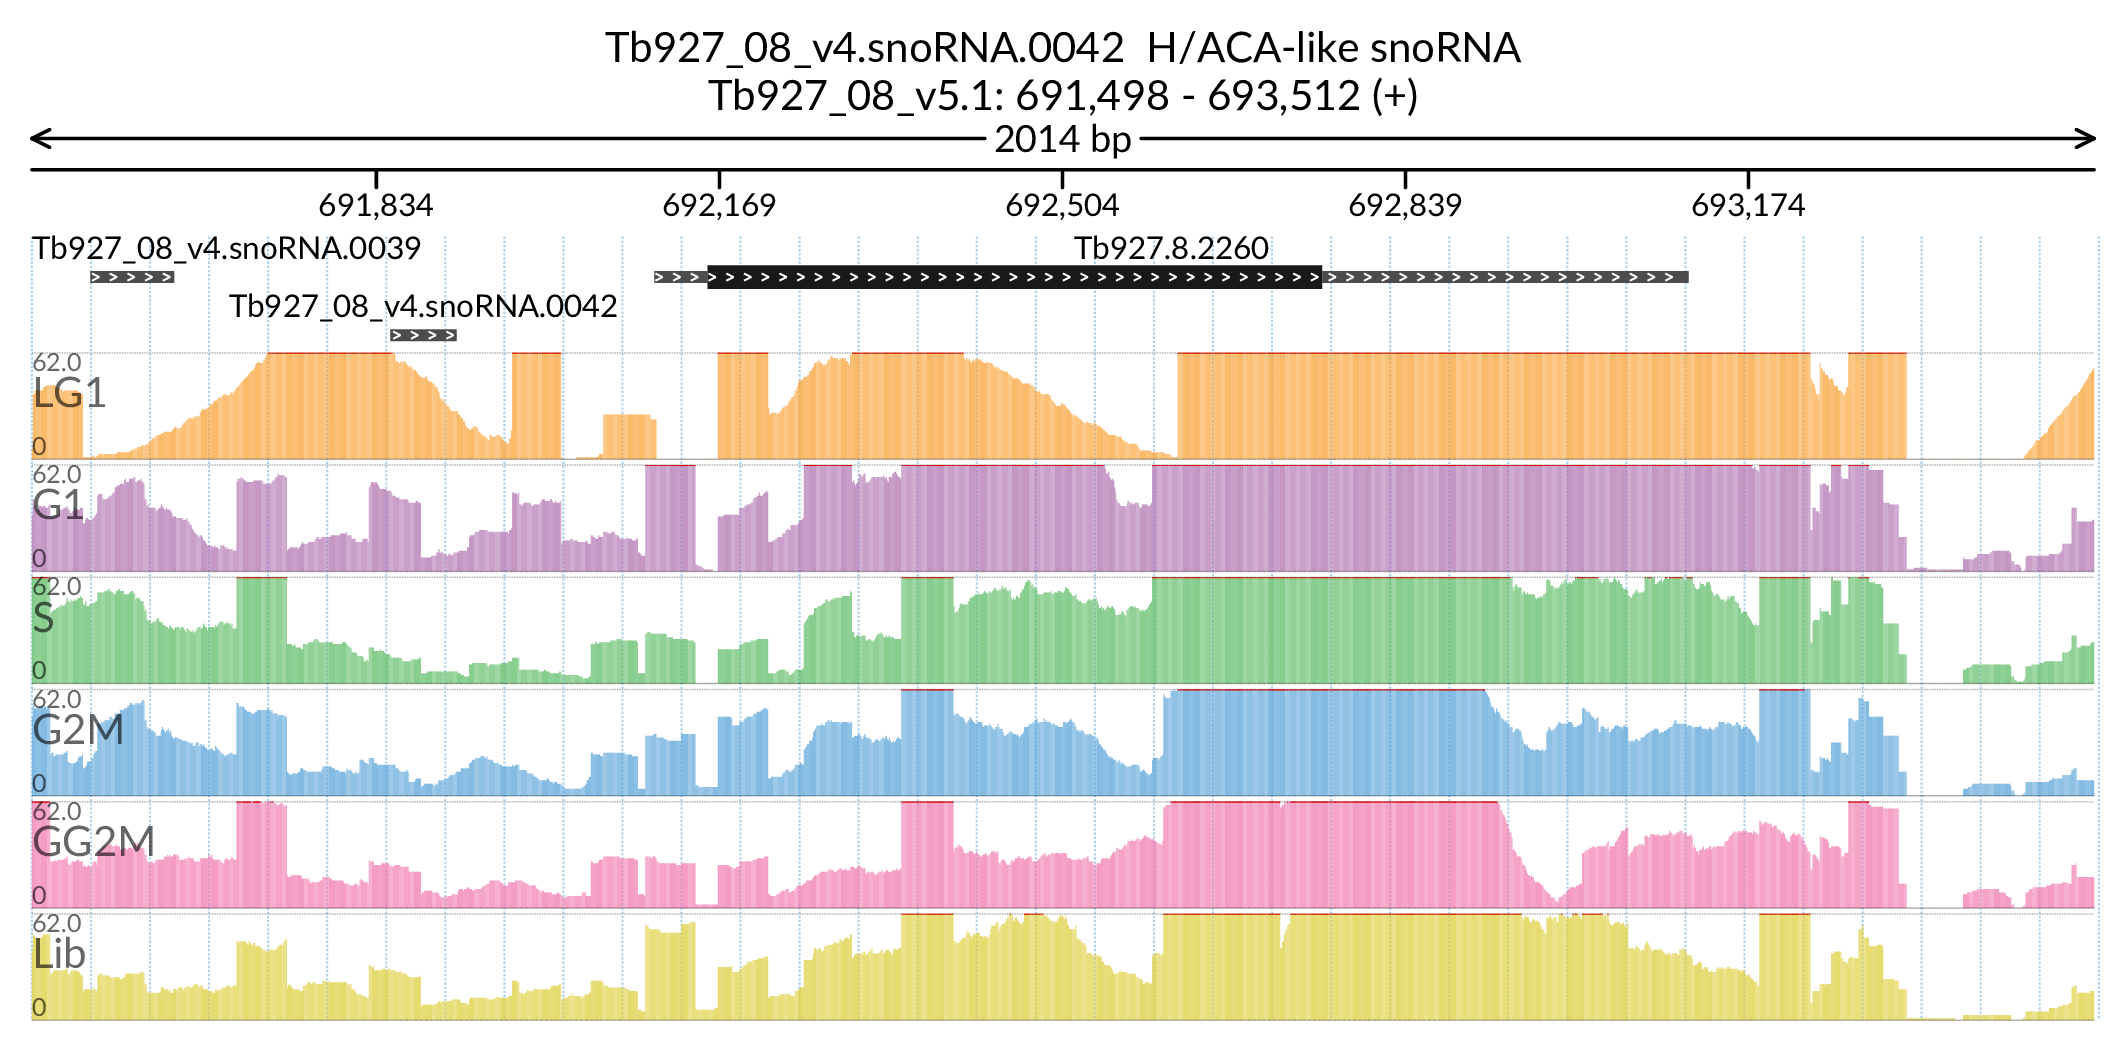 Tb927_08_v4.snoRNA.0042  H/ACA-like snoRNA
Tb927_08_v5.1: 691,498 - 693,512 (+)
2014 bp
691,834 692,169 692,504 692,839 693,174
Tb927_08_v4.snoRNA.0039 Tb927.8.2260
Tb927_08_v4.snoRNA.0042
62.0
LG1
0
62.0
G1
0
62.0
S
0
62.0
G2M
0
62.0
GG2M
0
62.0
Lib
0